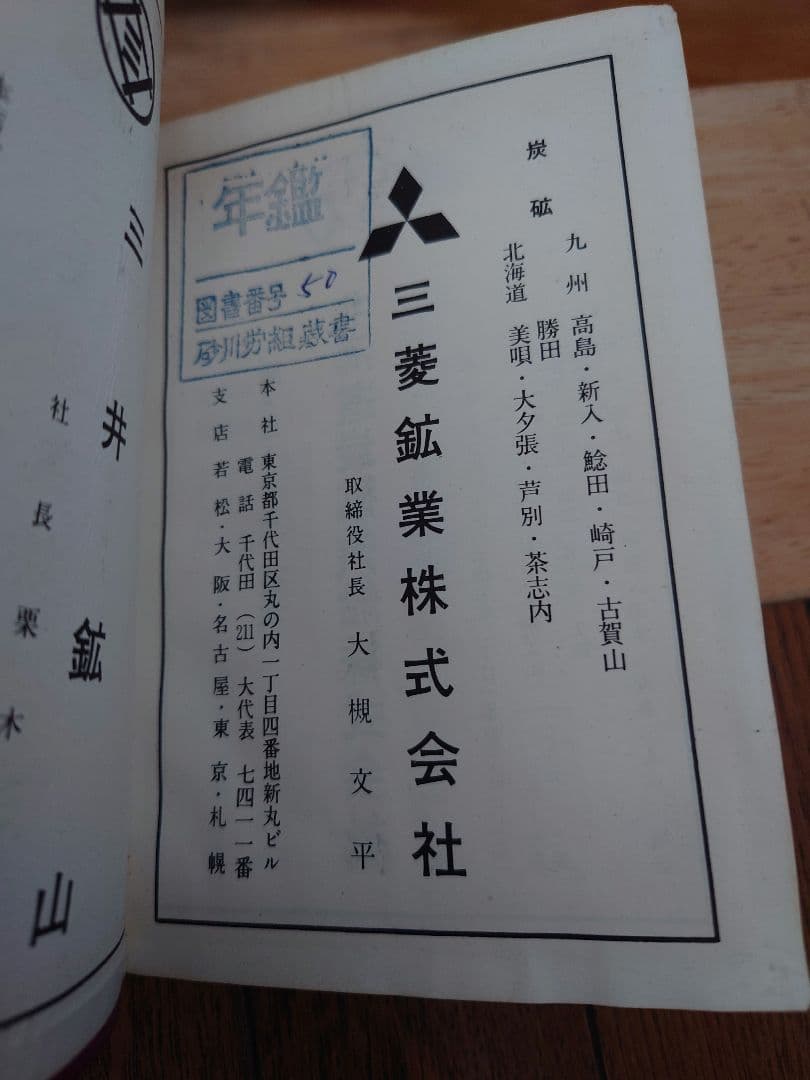 炭礦
九州 高島・新入・鯰田・崎戸・古賀山
勝田
北海道 美唄・大夕張・芦別・茶志内
三菱鉱業株式会社
取締役社長 大槻文平
本社 東京都千代田区丸の内一丁目四番地新丸ビル
電話 千代田(211)大代表 七四一一番
支店 若松・大阪・名古屋・東京・札幌
年鑑
図書番号 50
砂川労組蔵書
三井鉱山
社長 栗木